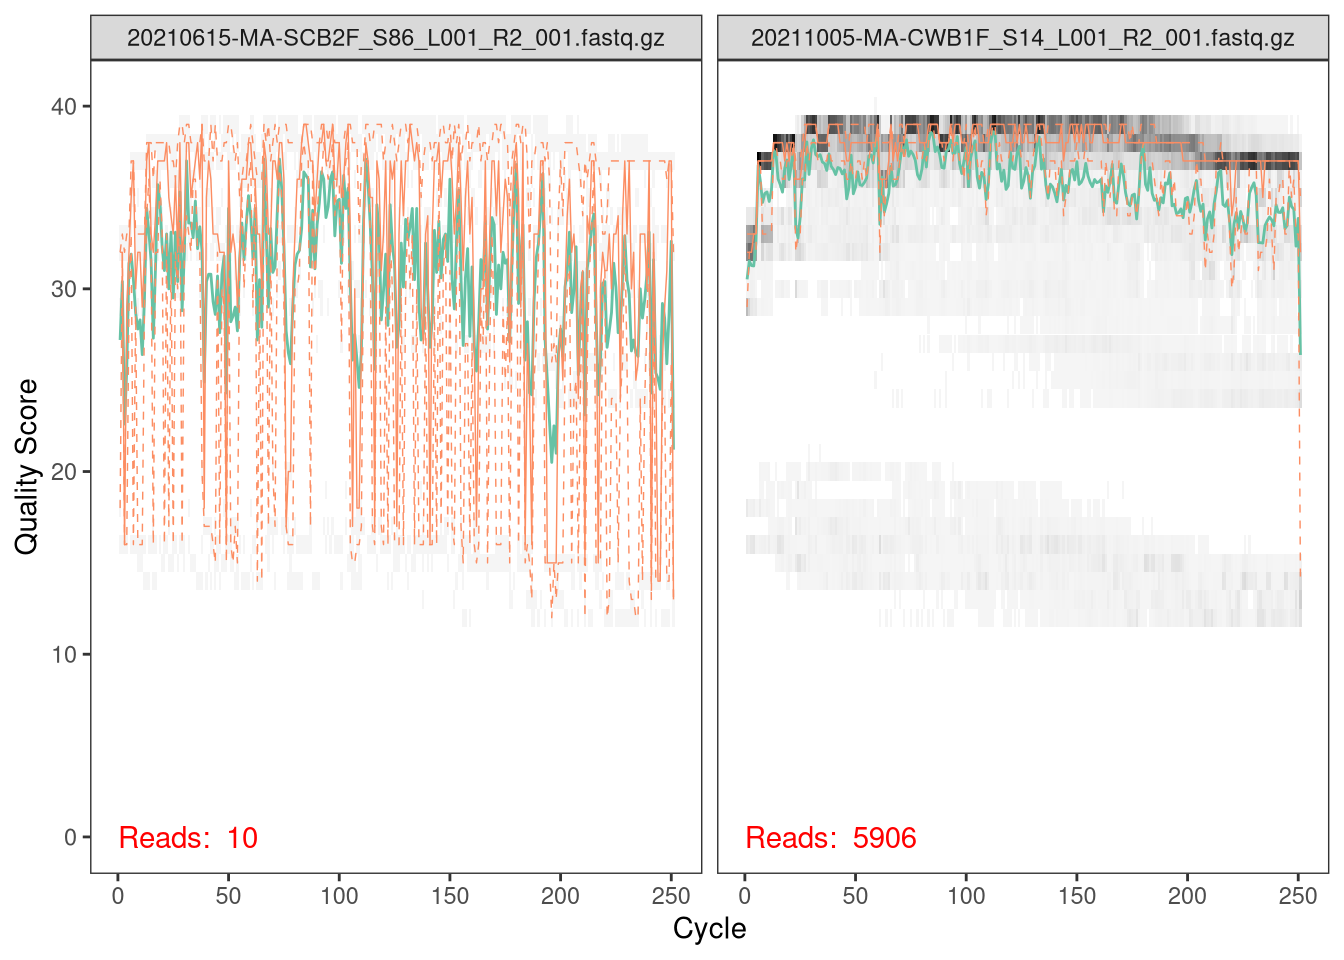 20210615-MA-SCB2F_S86_L001_R2_001.fastq.gz
20211005-MA-CWB1F_S14_L001_R2_001.fastq.gz
Quality Score
40
30
20
10
0
Reads: 10
Reads: 5906
0 50 100 150 200 250
0 50 100 150 200 250
Cycle